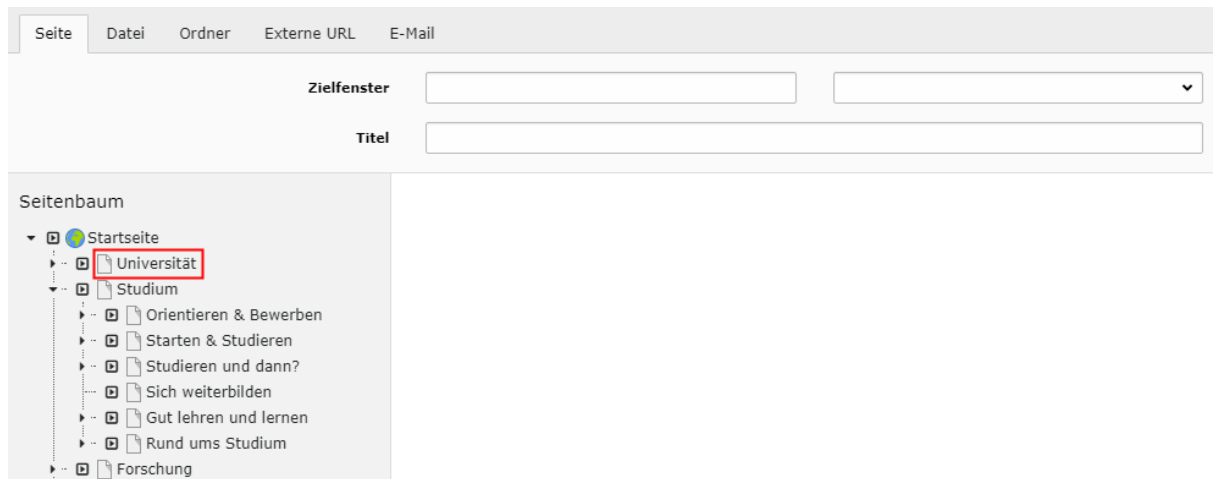 Seite Datei Ordner Externe URL E-Mail
Zielfenster
Titel
Seitenbaum
Startseite
Universität
Studium
Orientieren & Bewerben
Starten & Studieren
Studieren und dann?
Sich weiterbilden
Gut lehren und lernen
Rund ums Studium
Forschung